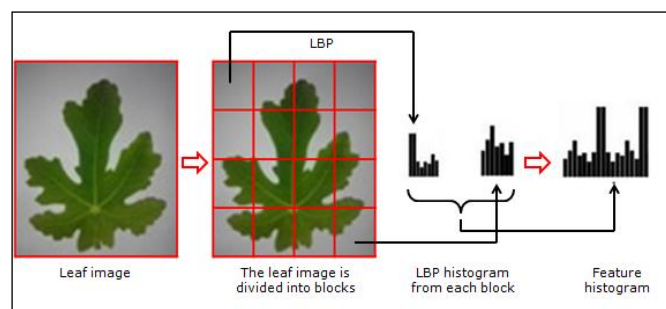 LBP
Leaf image
The leaf image is
divided into blocks
LBP histogram
from each block
Feature
histogram